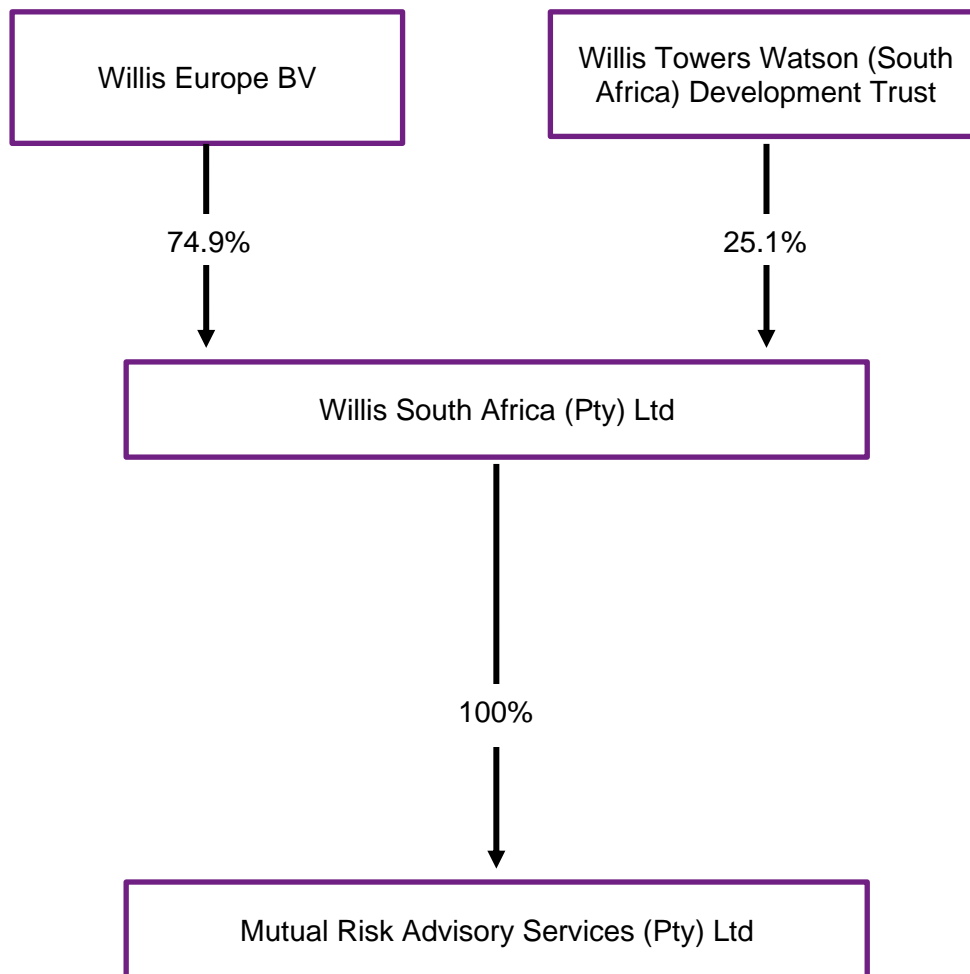 Willis Europe BV
Willis Towers Watson (South
Africa) Development Trust
74.9%
25.1%
Willis South Africa (Pty) Ltd
100%
Mutual Risk Advisory Services (Pty) Ltd